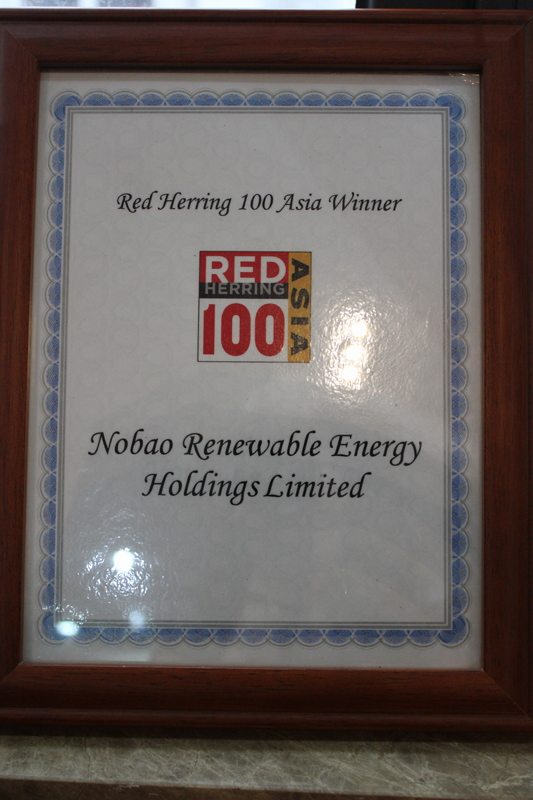 Red Herring 100 Asia Winner
RED
HERRING
100
ASIA
Nobao Renewable Energy
Holdings Limited